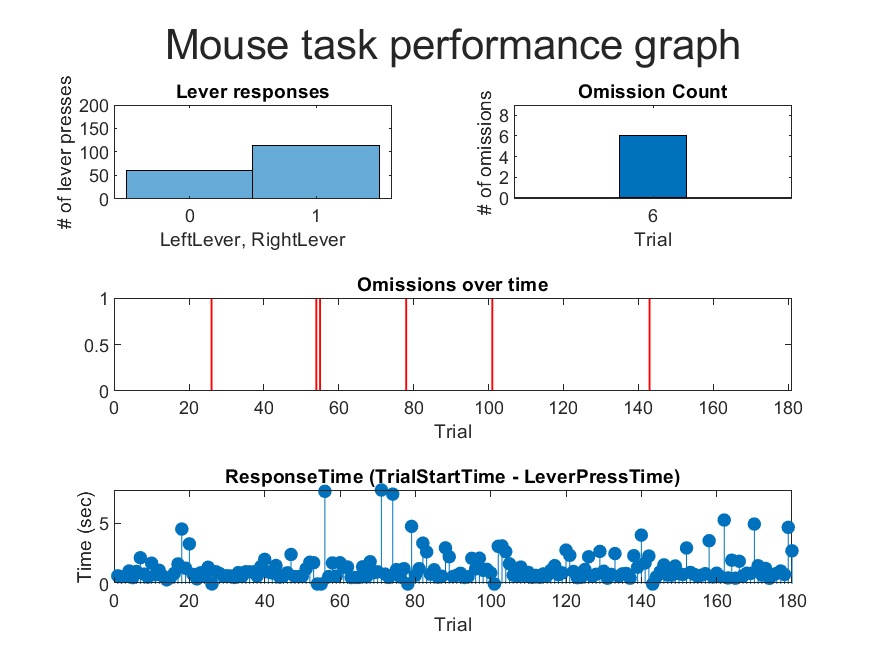 Mouse task performance graph
Lever responses
# of lever presses
200
150
100
50
0
0 1
LeftLever, RightLever
Omission Count
# of omissions
8
6
4
2
0
6
Trial
Omissions over time
1
0.5
0
0 20 40 60 80 100 120 140 160 180
Trial
ResponseTime (TrialStartTime - LeverPressTime)
Time (sec)
5
0
0 20 40 60 80 100 120 140 160 180
Trial